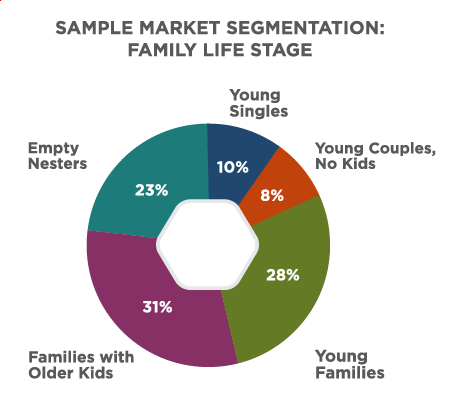 SAMPLE MARKET SEGMENTATION:
FAMILY LIFE STAGE
Young
Singles
10%
Young Couples,
No Kids
8%
28%
Young
Families
31%
Families with
Older Kids
23%
Empty
Nesters